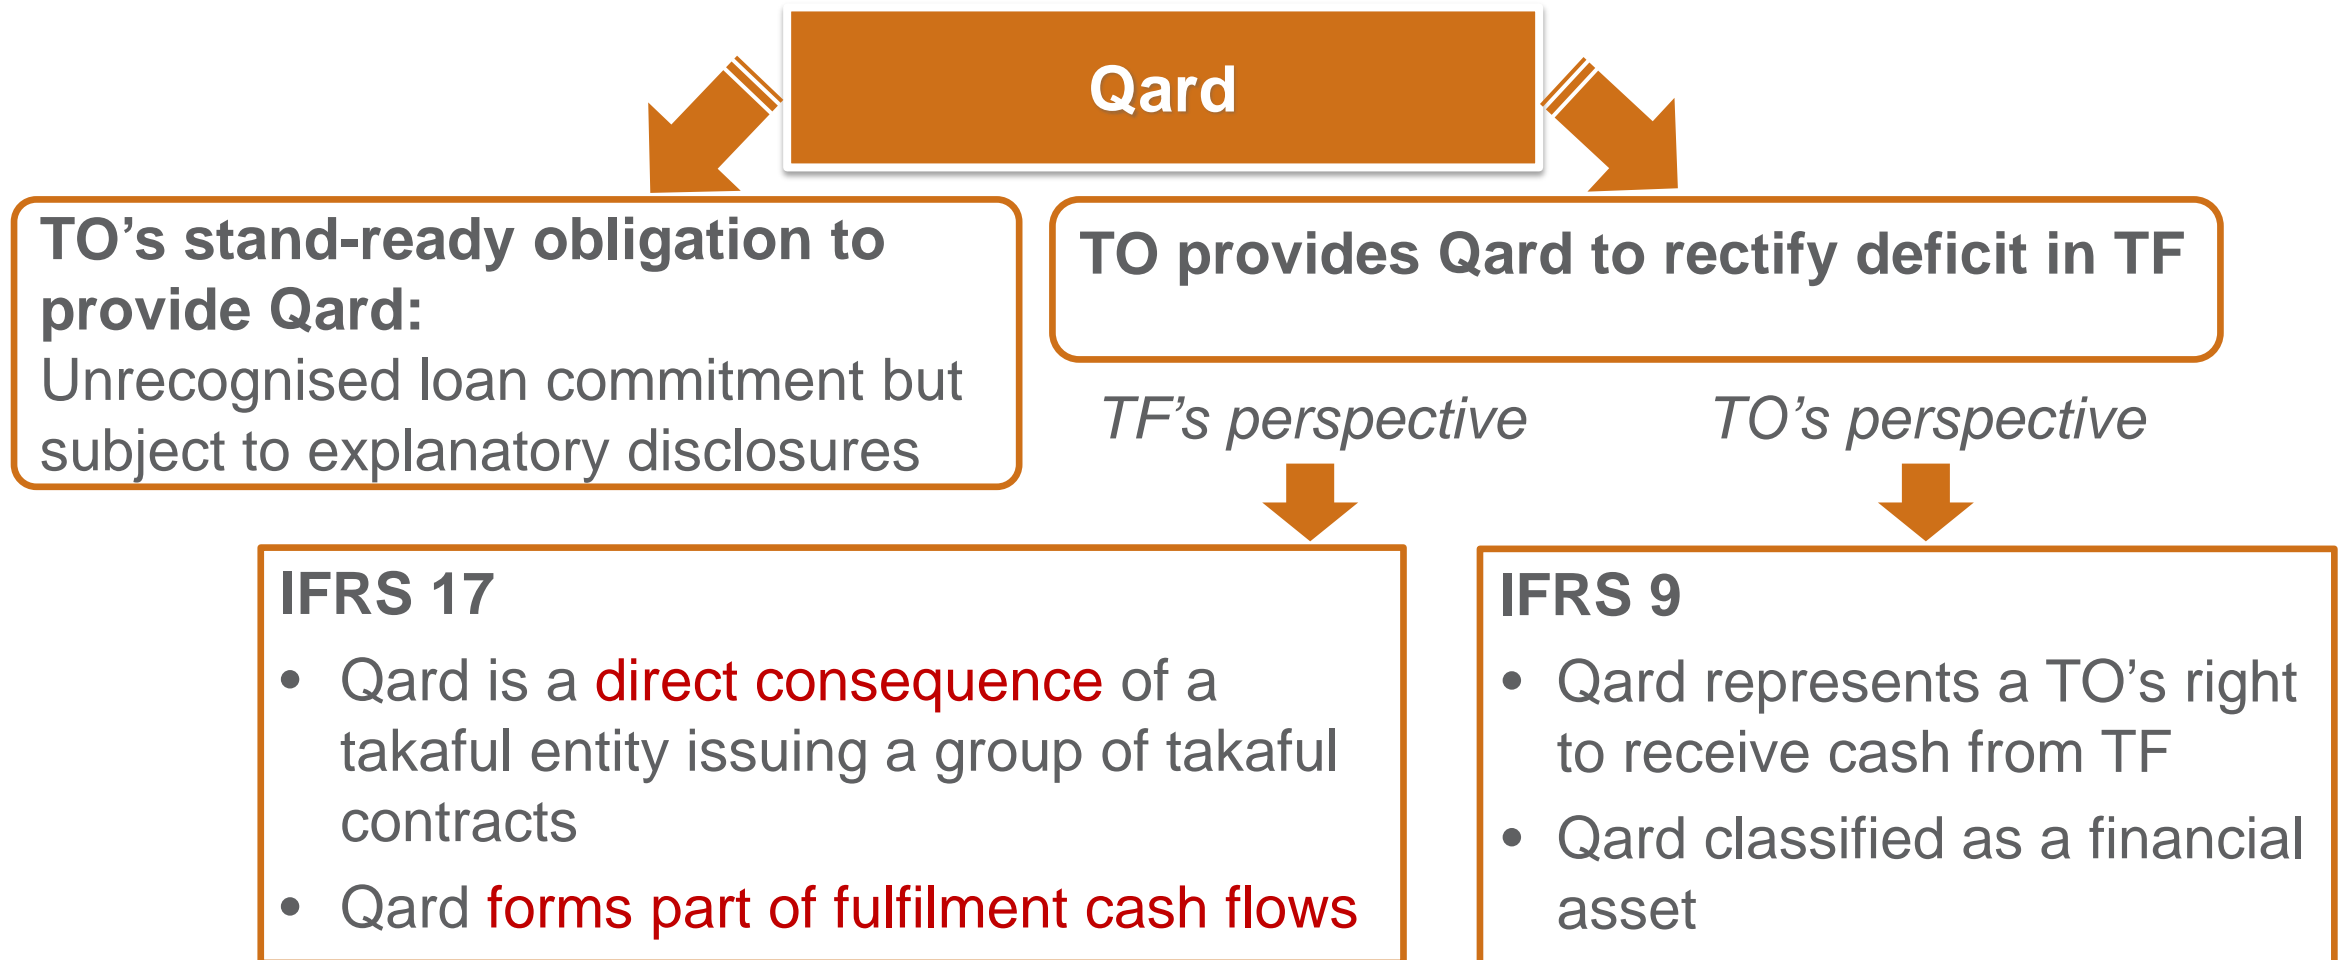 Qard
TO’s stand-ready obligation to
provide Qard:
Unrecognised loan commitment but
subject to explanatory disclosures
TO provides Qard to rectify deficit in TF
TF’s perspective
TO’s perspective
IFRS 17
• Qard is a direct consequence of a
takaful entity issuing a group of takaful
contracts
• Qard forms part of fulfilment cash flows
IFRS 9
• Qard represents a TO’s right
to receive cash from TF
• Qard classified as a financial
asset